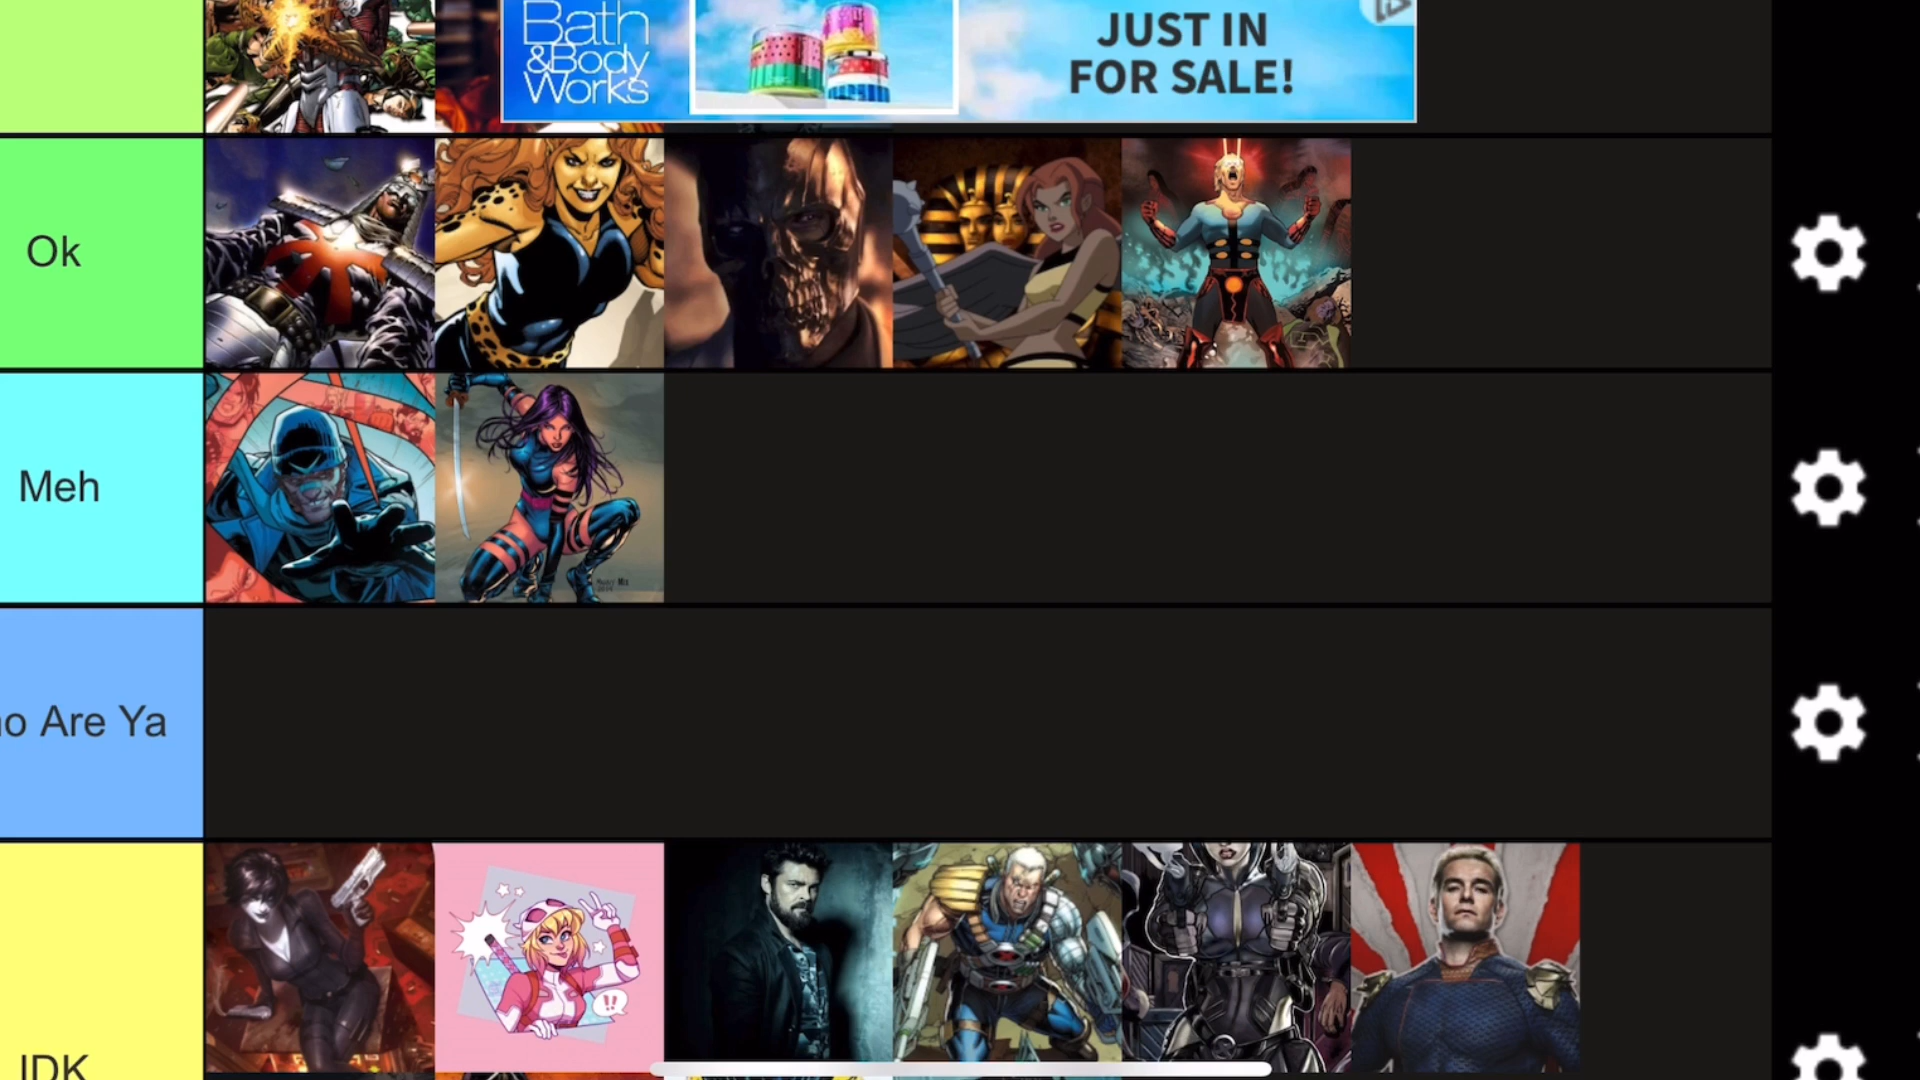 Bath
&Body
Works
JUST IN
FOR SALE!
Ok
Meh
o Are Ya
!!
IDK